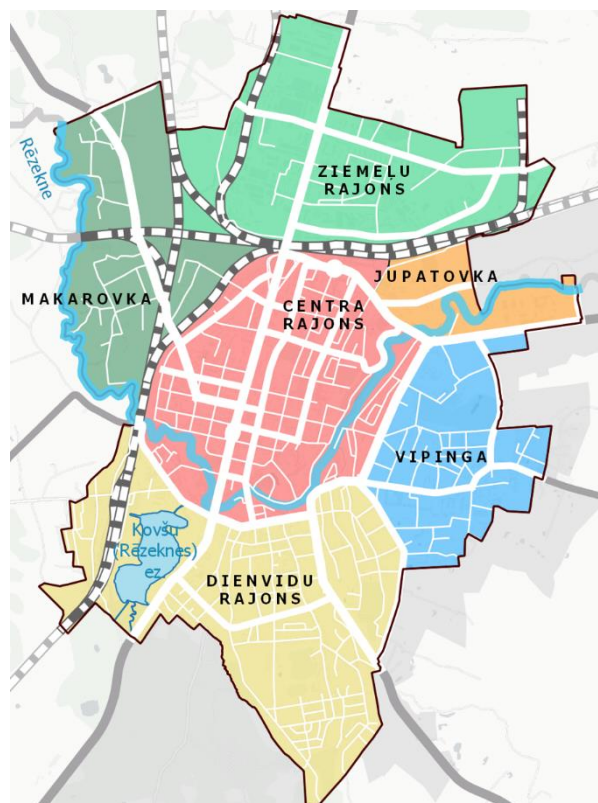 Rēzekne
ZIEMEĻU
RAJONS
JUPATOVKA
MAKAROVKA
CENTRA
RAJONS
VIPINGA
Kovšu
(Rēzeknes)
ez.
DIENVIDU
RAJONS